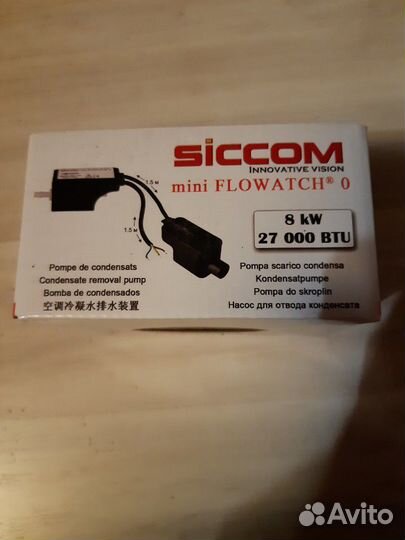 SICCOM
INNOVATIVE VISION
mini FLOWATCH® 0
1.5 M
1.5 M
8 kW
27 000 BTU
Pompe de condensats
Condensate removal pump
Bomba de condensados
空调冷凝水排水装置
Pompa scarico condensa
Kondensatpumpe
Pompa do skroplin
Насос для отвода конденсата
Avito